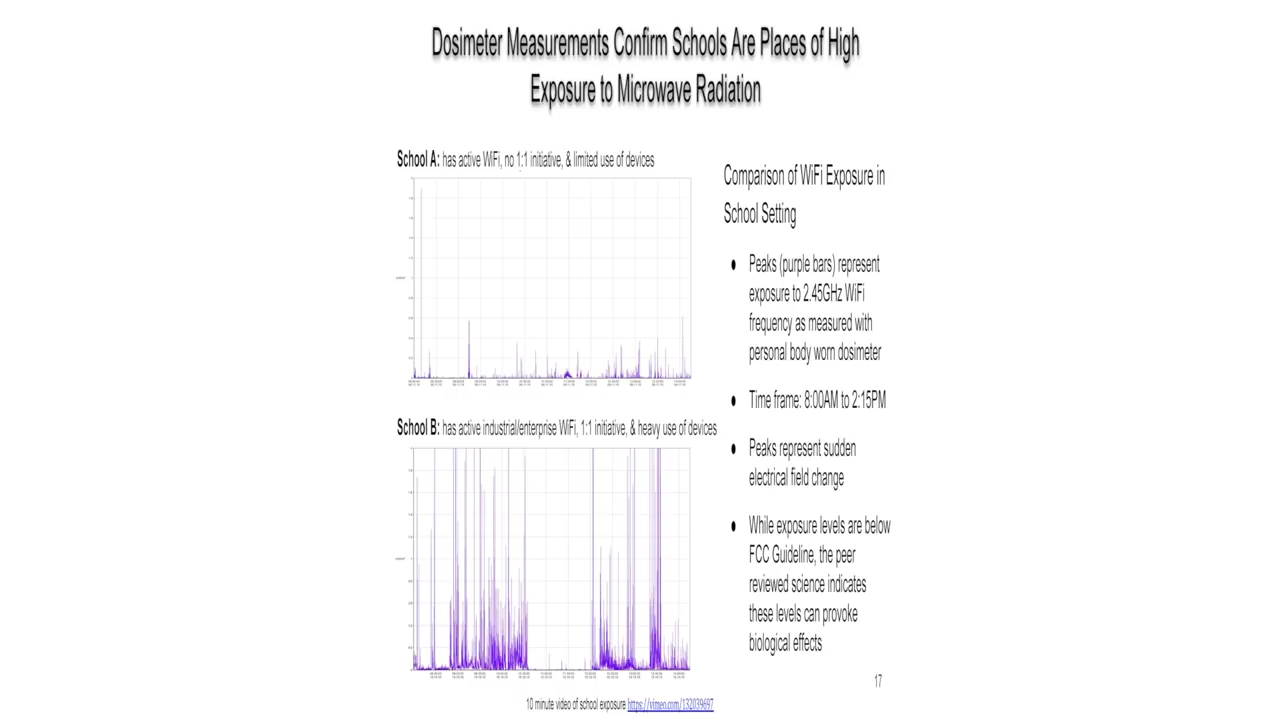 Dosimeter Measurements Confirm Schools Are Places of High
Exposure to Microwave Radiation
School A: has active WiFi, no 1:1 initiative, & limited use of devices
School B: has active industrial/enterprise WiFi, 1:1 initiative, & heavy use of devices
10 minute video of school exposure https://vimeo.com/132039697
Comparison of WiFi Exposure in
School Setting
● Peaks (purple bars) represent
exposure to 2.45GHz WiFi
frequency as measured with
personal body worn dosimeter
● Time frame: 8:00AM to 2:15PM
● Peaks represent sudden
electrical field change
● While exposure levels are below
FCC Guideline, the peer
reviewed science indicates
these levels can provoke
biological effects
17